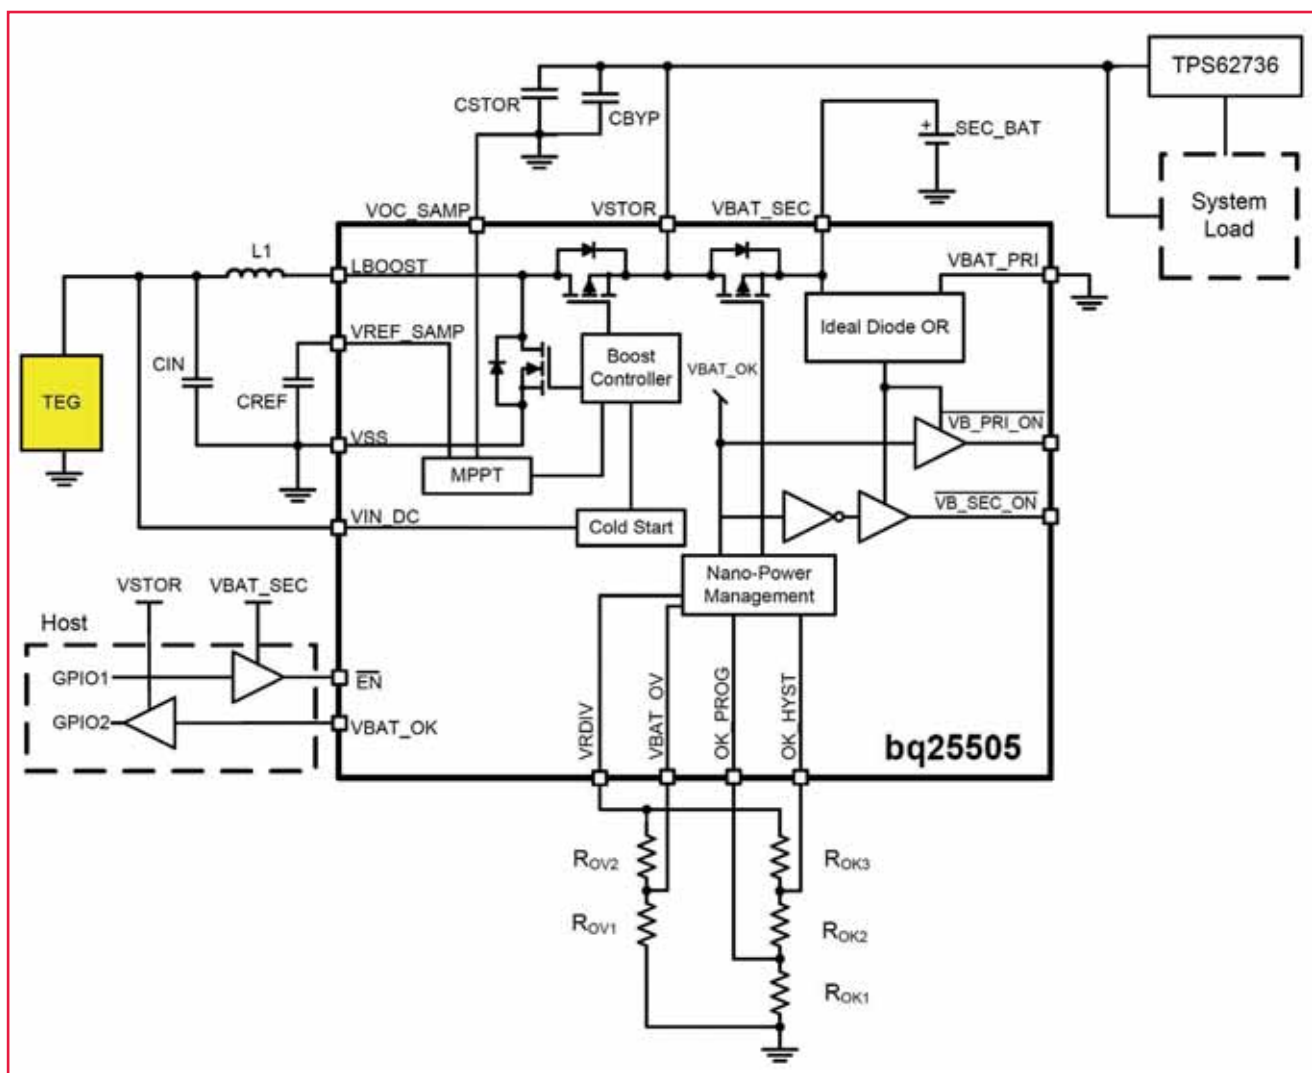 TPS62736
CSTOR
CBYP
SEC_BAT
+
System
Load
VOC_SAMP
VSTOR
VBAT_SEC
L1
LBOOST
VBAT_PRI
Ideal Diode OR
VREF_SAMP
CIN
CREF
Boost
Controller
VBAT_OK
TEG
VB_PRI_ON
VSS
MPPT
VIN_DC
Cold Start
VB_SEC_ON
Nano-Power
Management
VSTOR
VBAT_SEC
Host
GPIO1
EN
GPIO2
VBAT_OK
VRDIV
VBAT_OV
OK_PROG
OK_HYST
bq25505
ROV2
ROK3
ROV1
ROK2
ROK1